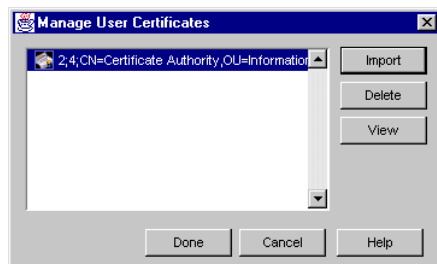 Manage User Certificates
2;4;CN=Certificate Authority,OU=Information
Import
Delete
View
Done
Cancel
Help